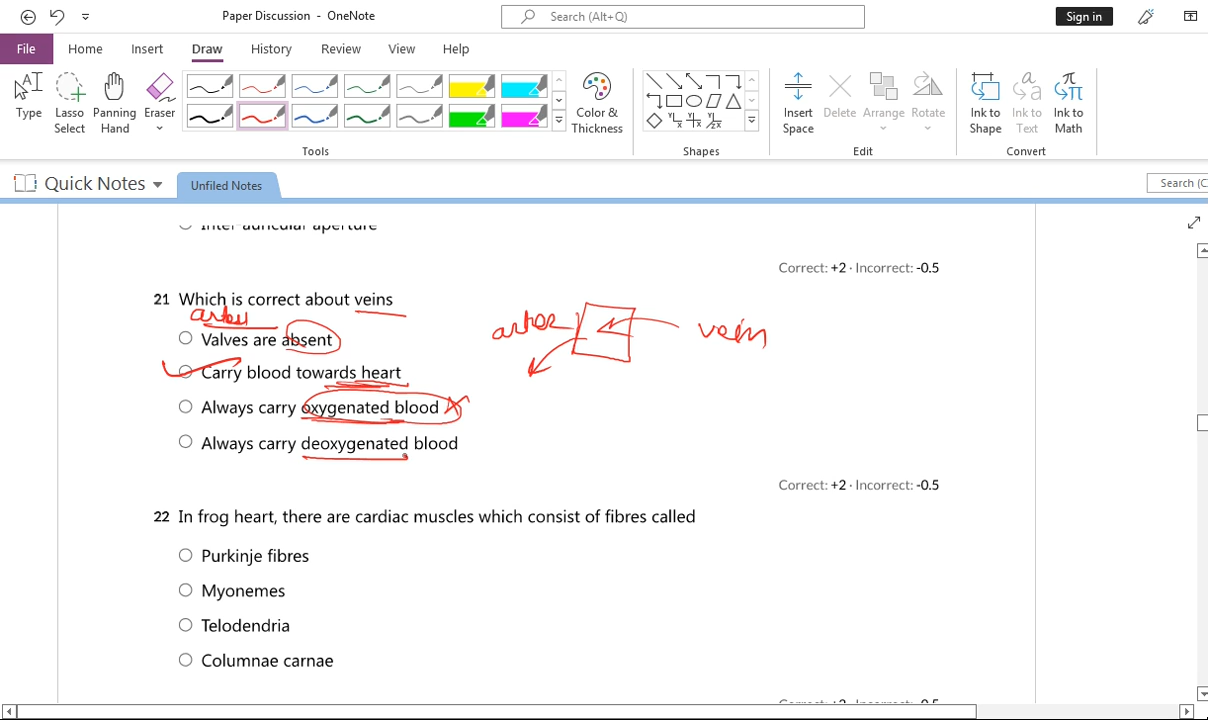 Paper Discussion - OneNote
Search (Alt+Q)
Sign in
File Home Insert Draw History Review View Help
Type
Lasso Select
Panning Hand
Eraser
Color & Thickness
Insert Space
Delete
Arrange
Rotate
Ink to Shape
Ink to Text
Ink to Math
Tools
Shapes
Edit
Convert
Quick Notes
Unfiled Notes
Search (C
Inter auricular aperture
Correct: +2 · Incorrect: -0.5
21 Which is correct about veins
Valves are absent
vein
Carry blood towards heart
Always carry oxygenated blood
Always carry deoxygenated blood
Correct: +2 · Incorrect: -0.5
22 In frog heart, there are cardiac muscles which consist of fibres called
Purkinje fibres
Myonemes
Telodendria
Columnae carnae